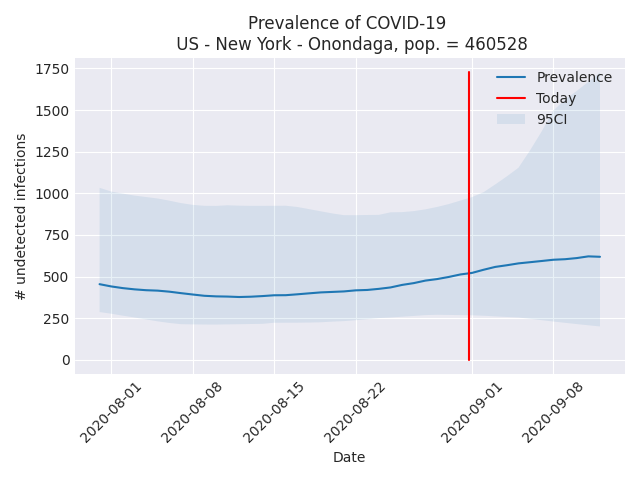 Prevalence of COVID-19
US - New York - Onondaga, pop. = 460528
1750
1500
1250
1000
750
500
250
0
# undetected infections
Prevalence
Today
95CI
2020-08-01
2020-08-08
2020-08-15
2020-08-22
2020-09-01
2020-09-08
Date